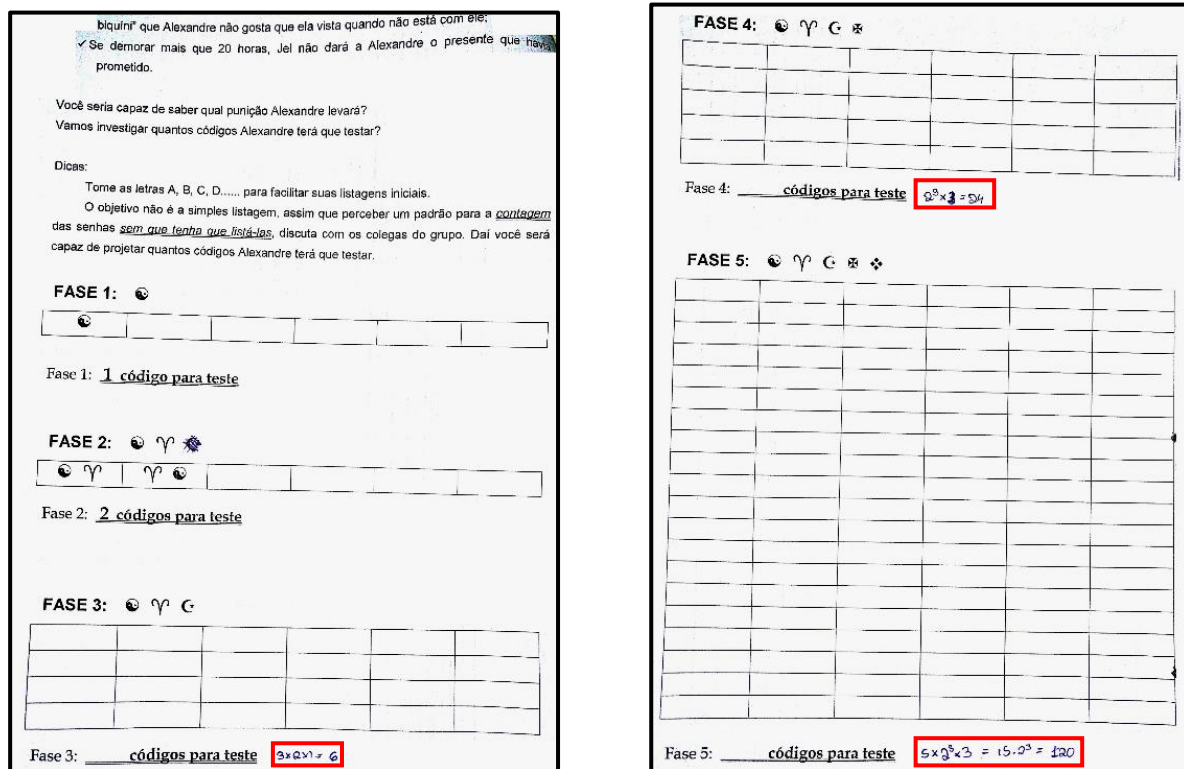 biquíni" que Alexandre não gosta que ela vista quando não está com ele;
✓ Se demorar mais que 20 horas, Jel não dará a Alexandre o presente que
prometido.
Você seria capaz de saber qual punição Alexandre levará?
Vamos investigar quantos códigos Alexandre terá que testar?
Dicas:
Tome as letras A, B, C, D...... para facilitar suas listagens iniciais.
O objetivo não é a simples listagem, assim que perceber um padrão para a contagem
das senhas sem que tenha que listá-las, discuta com os colegas do grupo. Daí você será
capaz de projetar quantos códigos Alexandre terá que testar.
FASE 1: ☯
☯
Fase 1: 1 código para teste
FASE 2: ☯ ♈
☯ ♈ ♈ ☯
Fase 2: 2 códigos para teste
FASE 3: ☯ ♈ ☪
Fase 3: ______ códigos para teste 3x2x1= 6
FASE 4: ☯ ♈ ☪ ✠
Fase 4: ______ códigos para teste 2³x3=24
FASE 5: ☯ ♈ ☪ ✠ ❖
Fase 5: ______ códigos para teste 5x2³x3 = 15.2³ = 120